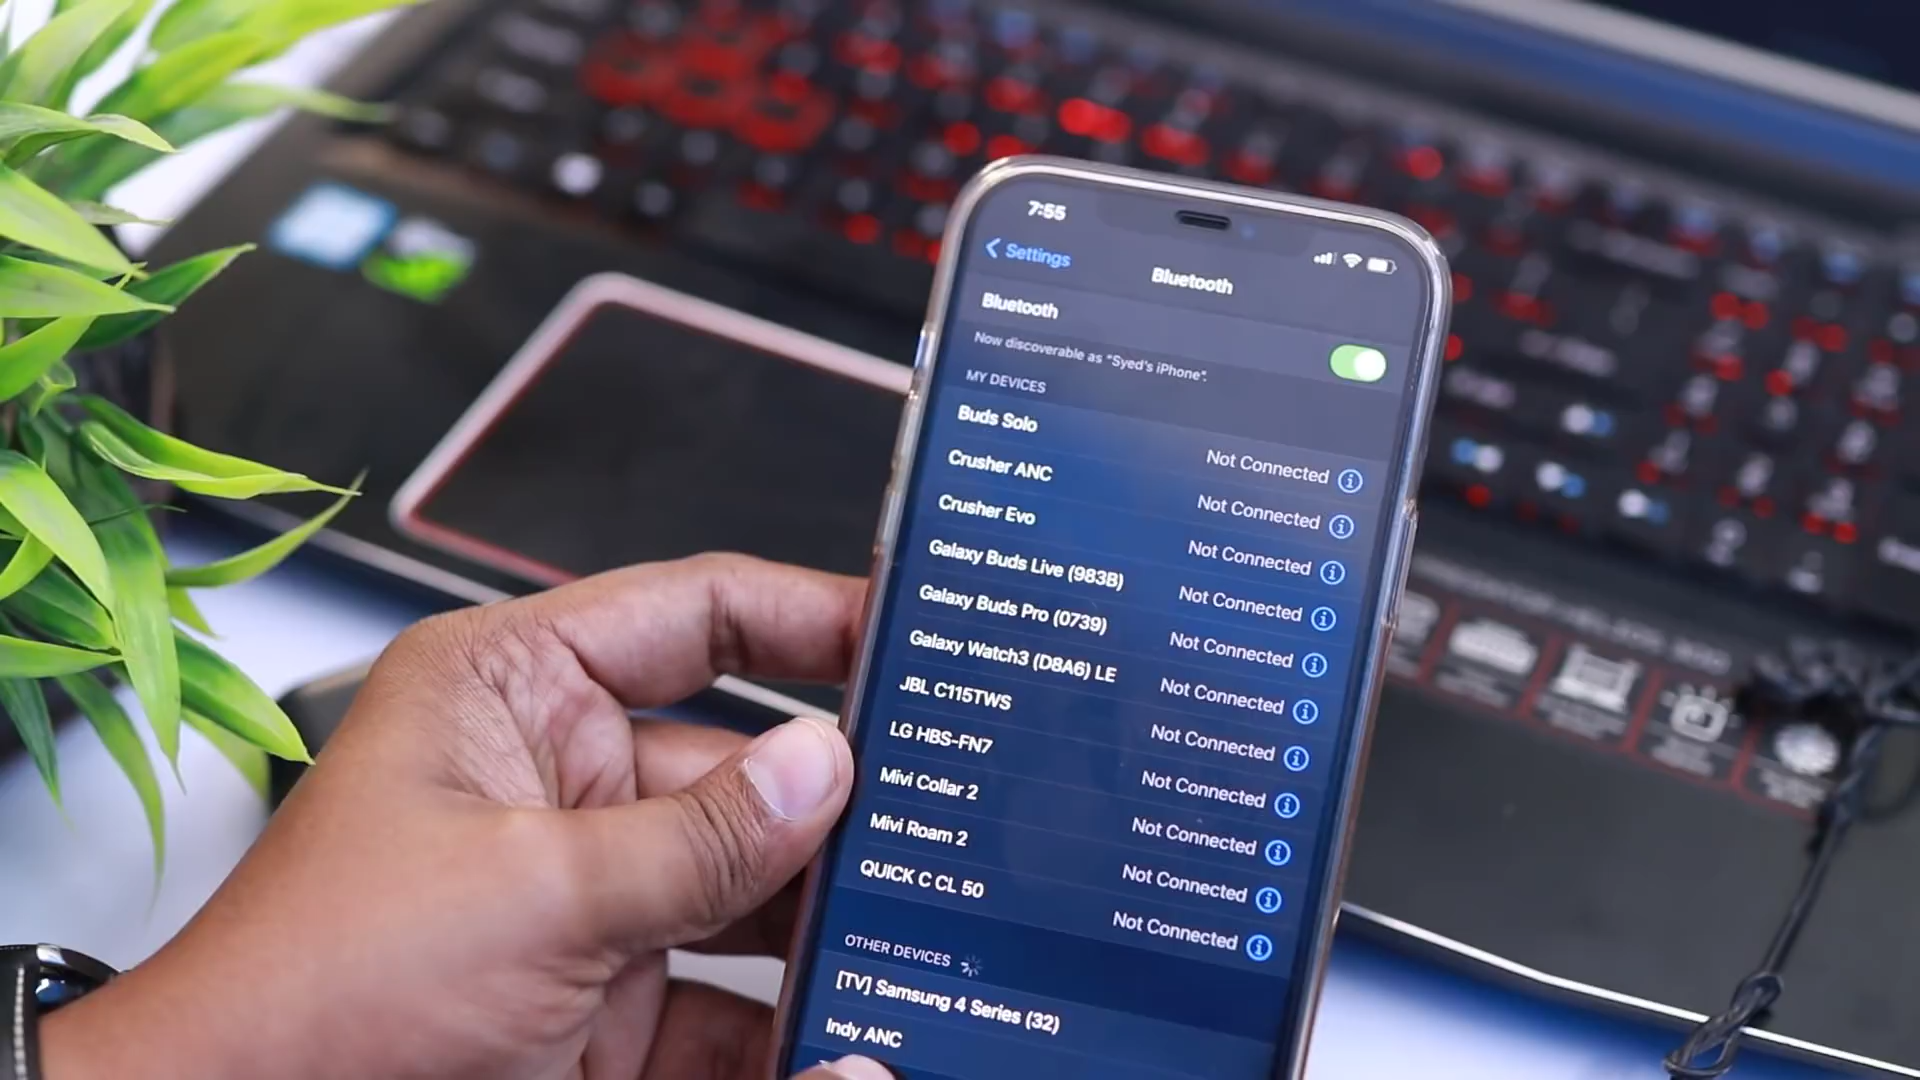 7:55
Settings
Bluetooth
Bluetooth
Now discoverable as "Syed's iPhone".
MY DEVICES
Buds Solo Not Connected
Crusher ANC Not Connected
Crusher Evo Not Connected
Galaxy Buds Live (983B) Not Connected
Galaxy Buds Pro (0739) Not Connected
Galaxy Watch3 (D8A6) LE Not Connected
JBL C115TWS Not Connected
LG HBS-FN7 Not Connected
Mivi Collar 2 Not Connected
Mivi Roam 2 Not Connected
QUICK C CL 50 Not Connected
OTHER DEVICES
[TV] Samsung 4 Series (32)
Indy ANC